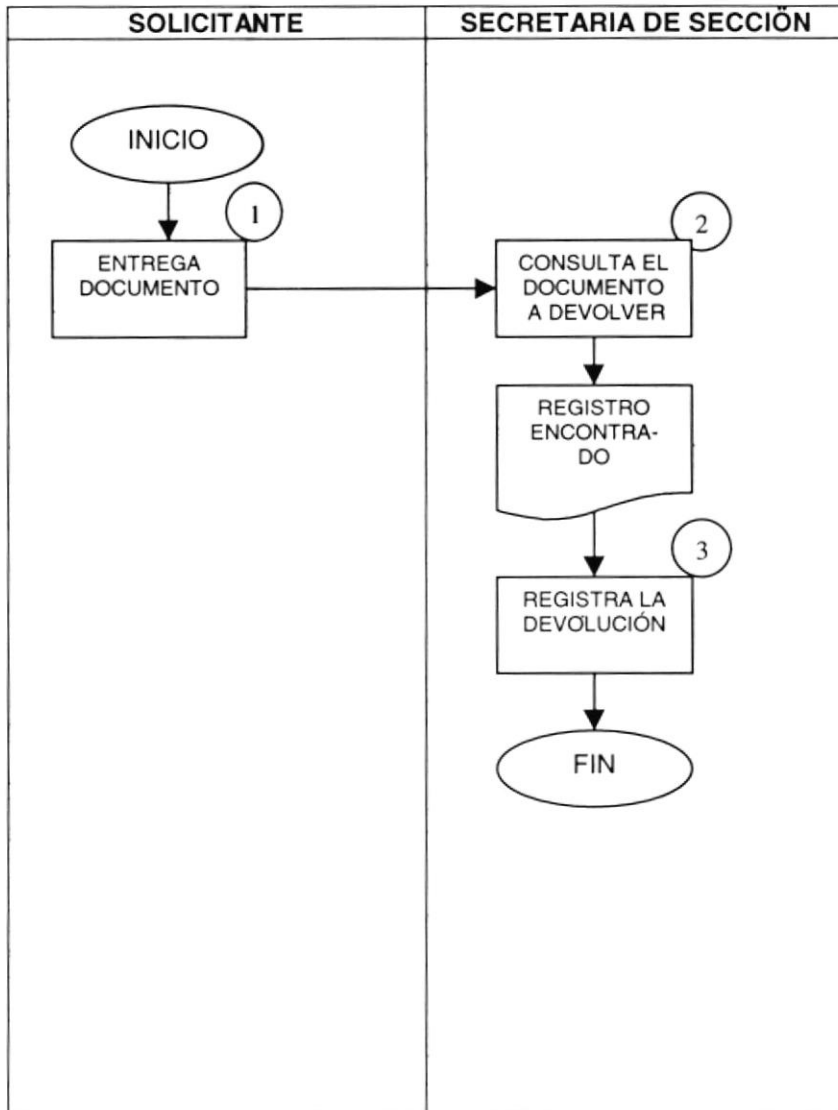 SOLICITANTE
SECRETARIA DE SECCIÖN
INICIO
1
ENTREGA
DOCUMENTO
2
CONSULTA EL
DOCUMENTO
A DEVOLVER
REGISTRO
ENCONTRA-
DO
3
REGISTRA LA
DEVOLUCIÓN
FIN